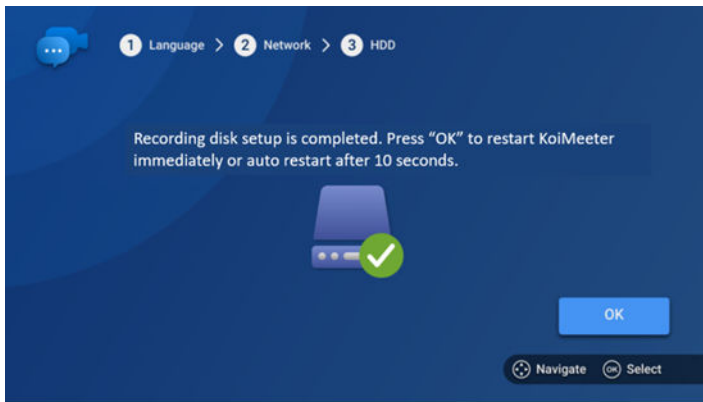 1 Language > 2 Network > 3 HDD
Recording disk setup is completed. Press “OK” to restart KoiMeeter
immediately or auto restart after 10 seconds.
OK
Navigate OK Select